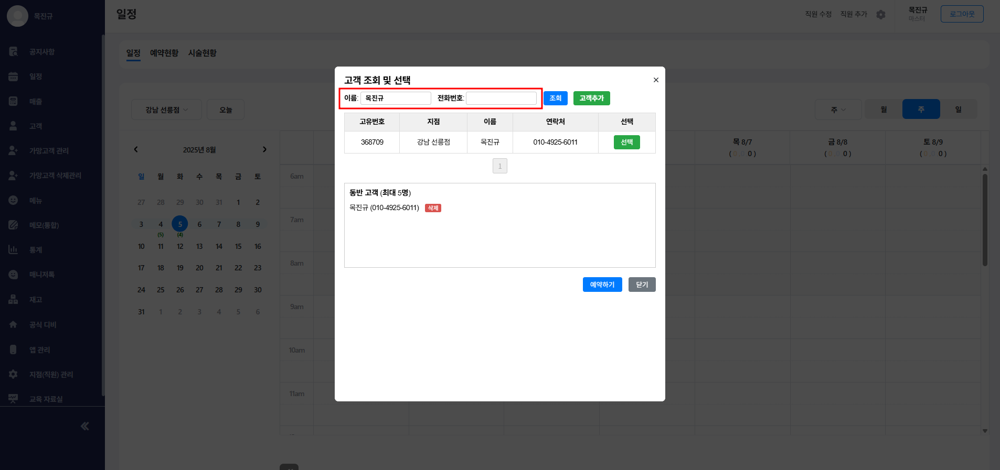 목진규
공지사항
일정
매출
고객
가망고객 관리
가망고객 삭제관리
메뉴
메모(통합)
통계
매니저톡
재고
공식 디비
앱 관리
지점(직원) 관리
교육 자료실
일정
직원 수정 직원 추가
목진규
마스터
로그아웃
일정 예약현황 시술현황
강남 선릉점 오늘
주 월 주 일
2025년 8월
일 월 화 수 목 금 토
27 28 29 30 31 1 2
3 4 5 6 7 8 9
(5) (4)
10 11 12 13 14 15 16
17 18 19 20 21 22 23
24 25 26 27 28 29 30
31 1 2 3 4 5 6
목 8/7 금 8/8 토 8/9
( 0 .0 0 ) ( 0 .0 0 ) ( 0 .0 0 )
6am
7am
8am
9am
10am
11am
고객 조회 및 선택 ×
이름: 목진규 전화번호: 조회 고객추가
고유번호 지점 이름 연락처 선택
368709 강남 선릉점 목진규 010-4925-6011 선택
1
동반 고객 (최대 5명)
목진규 (010-4925-6011) 삭제
예약하기 닫기